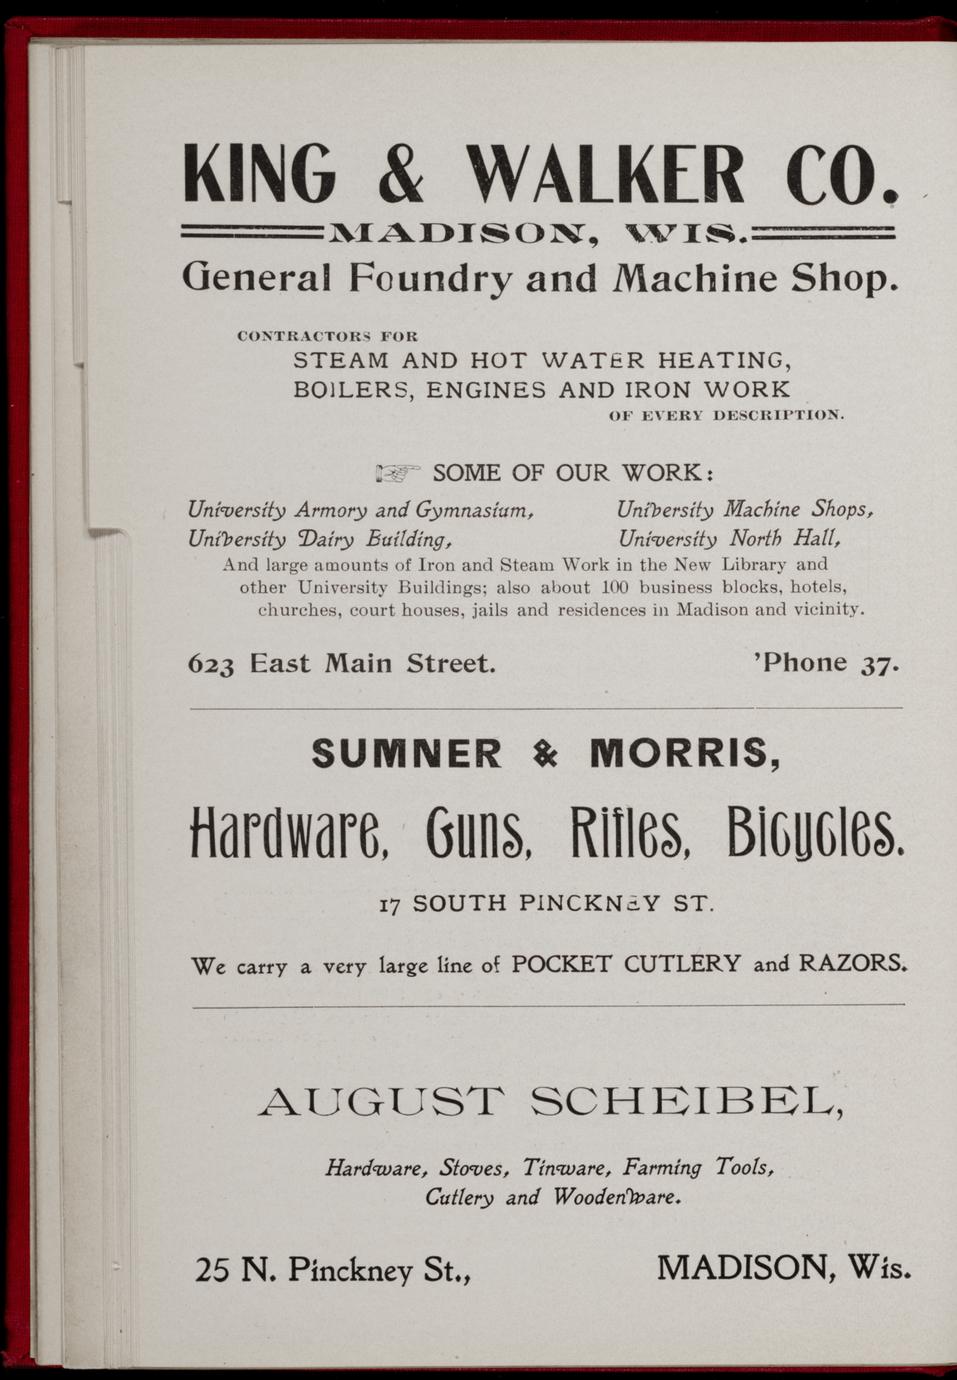 KING & WALKER CO.
MADISON, WIS.
General Foundry and Machine Shop.
CONTRACTORS FOR
STEAM AND HOT WATER HEATING,
BOILERS, ENGINES AND IRON WORK
OF EVERY DESCRIPTION.
☞ SOME OF OUR WORK:
University Armory and Gymnasium, University Machine Shops,
University Dairy Building, University North Hall,
And large amounts of Iron and Steam Work in the New Library and
other University Buildings; also about 100 business blocks, hotels,
churches, court houses, jails and residences in Madison and vicinity.
623 East Main Street. 'Phone 37.
SUMNER & MORRIS,
Hardware, Guns, Rifles, Bicycles.
17 SOUTH PINCKNEY ST.
We carry a very large line of POCKET CUTLERY and RAZORS.
AUGUST SCHEIBEL,
Hardware, Stoves, Tinware, Farming Tools,
Cutlery and Woodenware.
25 N. Pinckney St., MADISON, Wis.